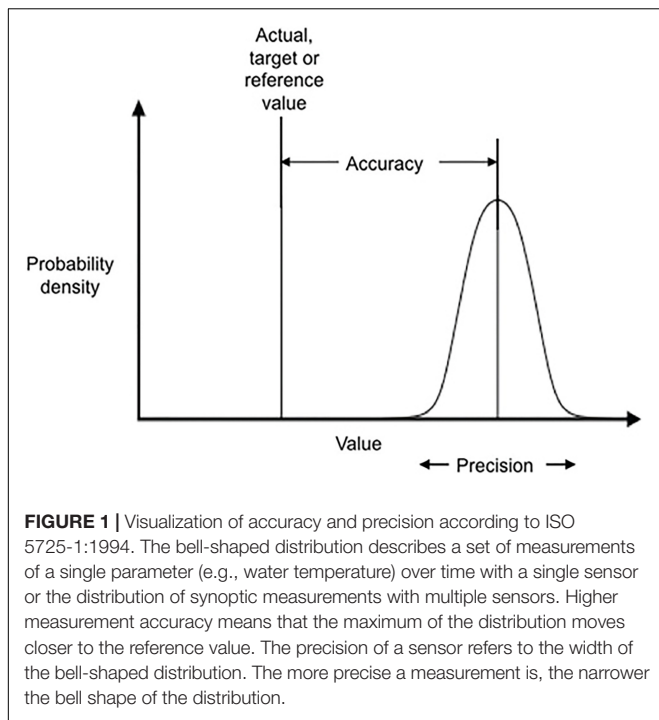 Actual,
target or
reference
value
Accuracy
Probability
density
Value
Precision
FIGURE 1 | Visualization of accuracy and precision according to ISO
5725-1:1994. The bell-shaped distribution describes a set of measurements
of a single parameter (e.g., water temperature) over time with a single sensor
or the distribution of synoptic measurements with multiple sensors. Higher
measurement accuracy means that the maximum of the distribution moves
closer to the reference value. The precision of a sensor refers to the width of
the bell-shaped distribution. The more precise a measurement is, the narrower
the bell shape of the distribution.